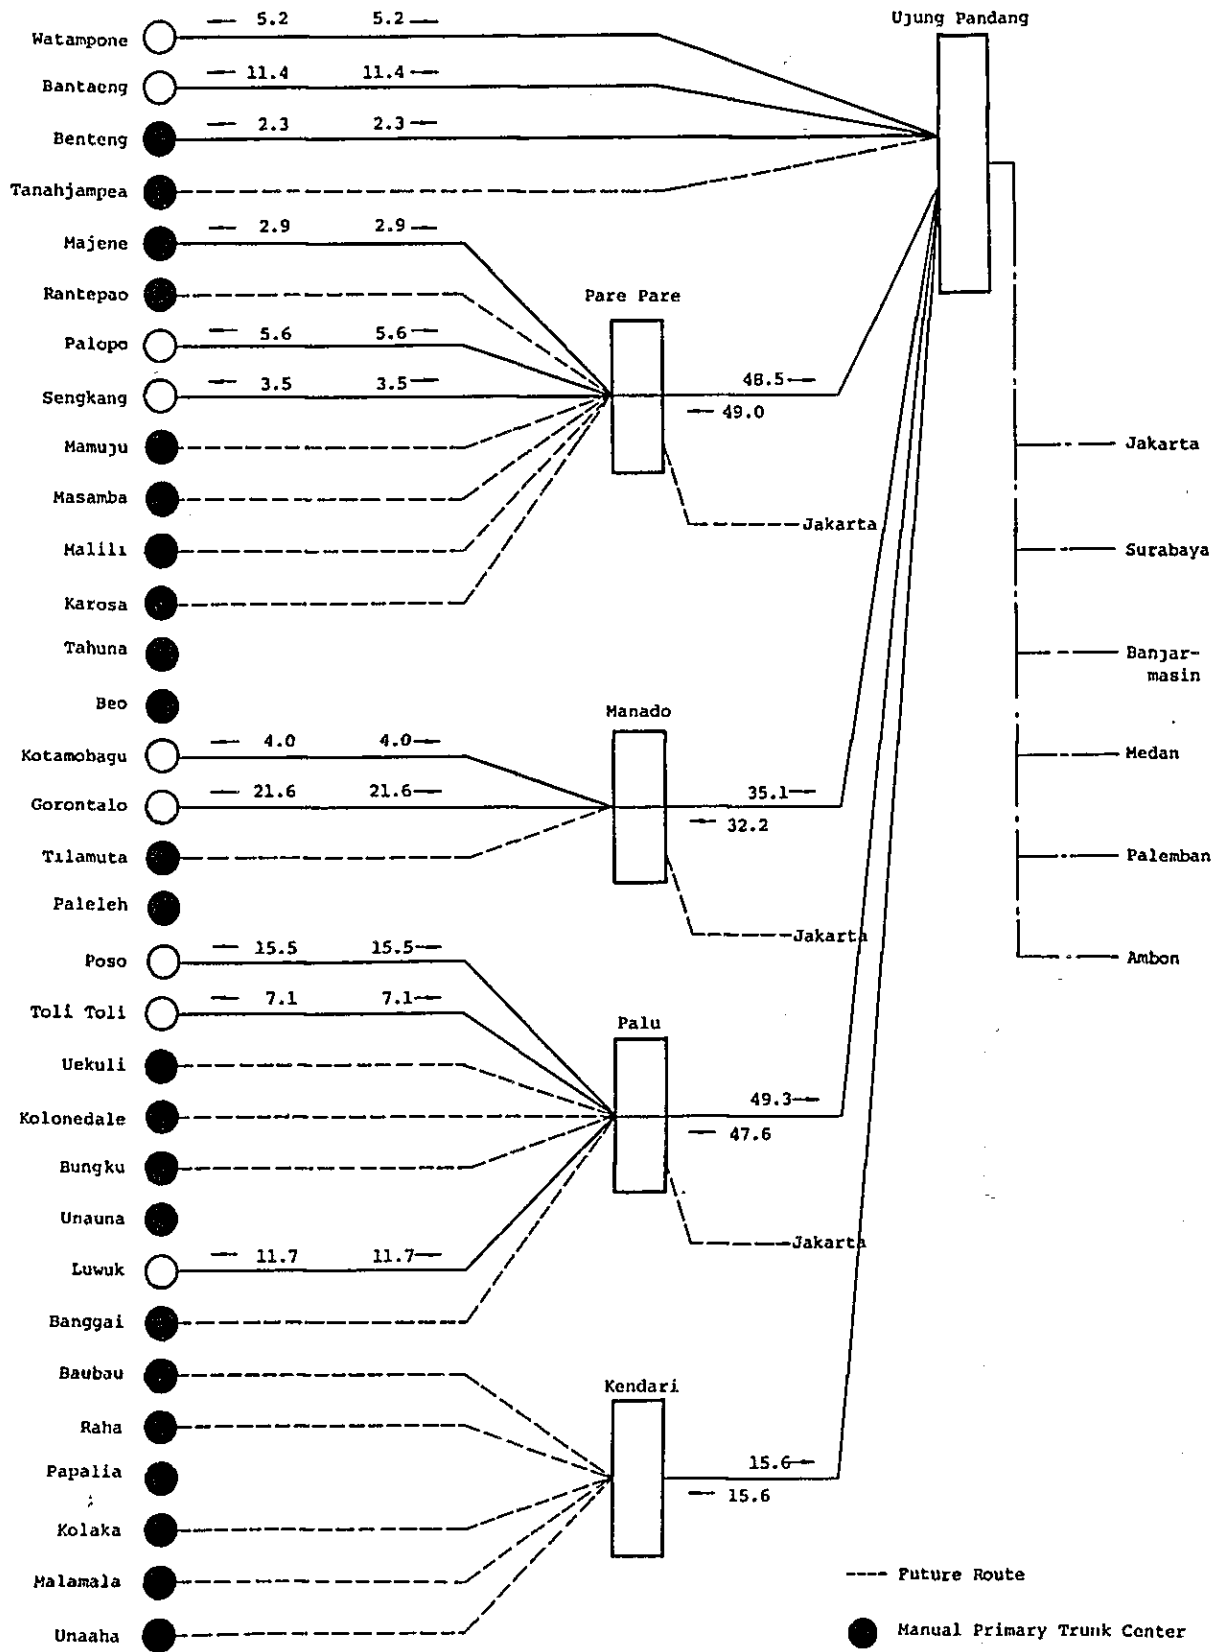 Ujung Pandang
← 5.2 5.2 →
Watampone
← 11.4 11.4 →
Bantaeng
← 2.3 2.3 →
Benteng
Tanahjampea
← 2.9 2.9 →
Majene
Rantepao
Pare Pare
← 5.6 5.6 →
Palopo
← 3.5 3.5 →
Sengkang
48.5 →
← 49.0
Mamuju
Jakarta
Masamba
Jakarta
Malili
Surabaya
Karosa
Tahuna
Banjar-
masin
Beo
Manado
← 4.0 4.0 →
Kotamobagu
Medan
← 21.6 21.6 →
Gorontalo
35.1 →
← 32.2
Tilamuta
Palemban
Paleleh
Jakarta
← 15.5 15.5 →
Poso
Ambon
← 7.1 7.1 →
Toli Toli
Palu
Uekuli
Kolonedale
49.3 →
← 47.6
Bungku
Unauna
Jakarta
← 11.7 11.7 →
Luwuk
Banggai
Baubau
Kendari
Raha
Papalia
15.6 →
← 15.6
Kolaka
Malamala
---- Future Route
Unaaha
Manual Primary Trunk Center